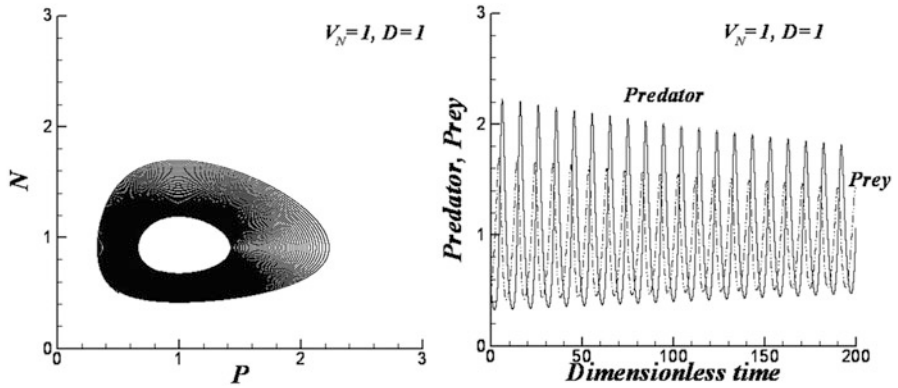 3
V_N=1, D=1
2
N
1
0
0
1
2
3
P
3
V_N=1, D=1
Predator
2
Predator, Prey
Prey
1
0
0
50
100
150
200
Dimensionless time